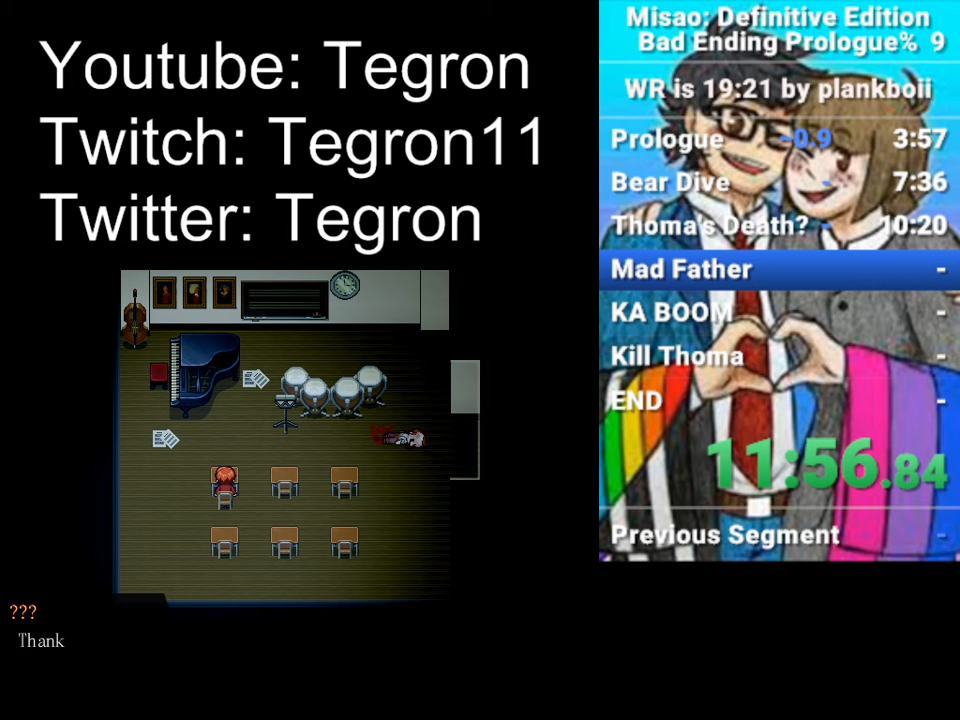 Youtube: Tegron
Twitch: Tegron11
Twitter: Tegron
???
Thank
Misao: Definitive Edition
Bad Ending Prologue% 9
WR is 19:21 by plankboii
Prologue -0.9 3:57
Bear Dive - 7:36
Thoma's Death? - 10:20
Mad Father -
KA BOOM -
Kill Thoma -
END -
11:56.84
Previous Segment -